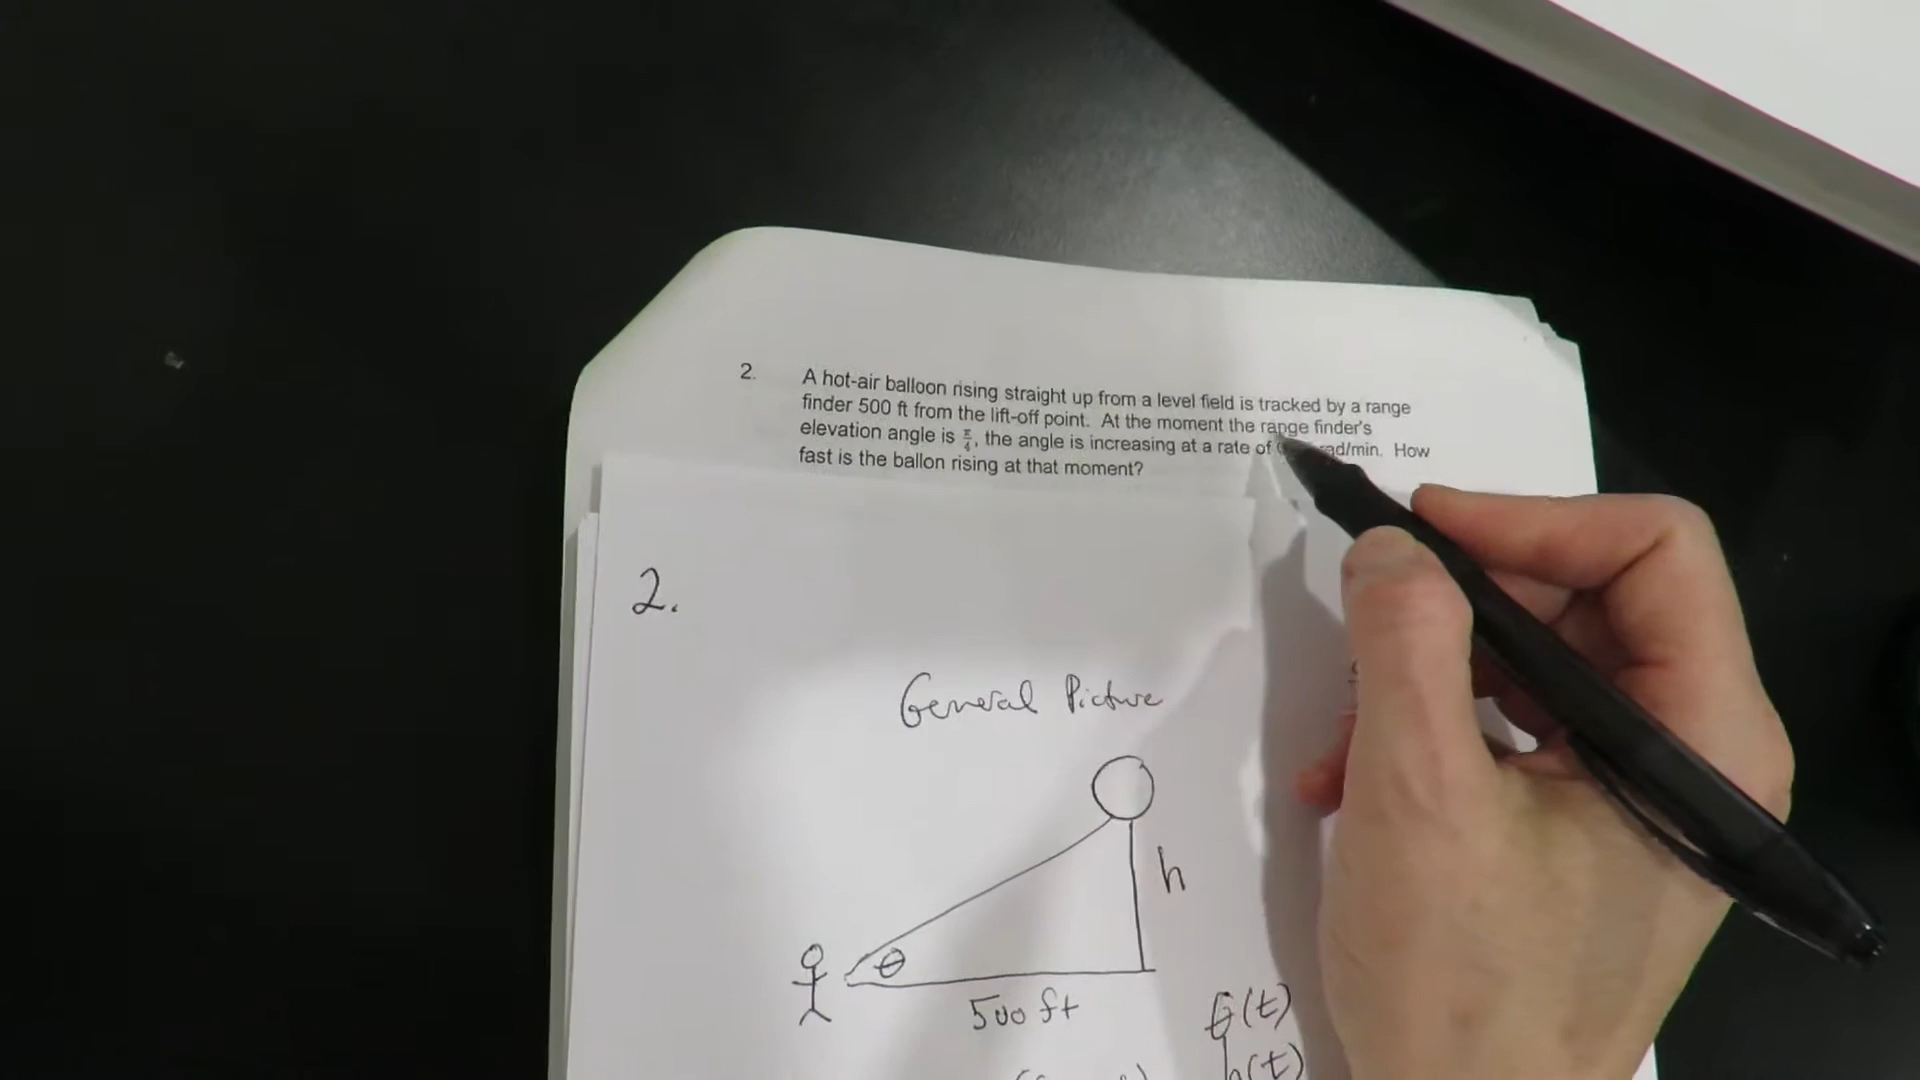 2. A hot-air balloon rising straight up from a level field is tracked by a range
finder 500 ft from the lift-off point. At the moment the range finder's
elevation angle is π/4, the angle is increasing at a rate of rad/min. How
fast is the ballon rising at that moment?
2.
General Picture
h
θ
500 ft
θ(t)
h(t)